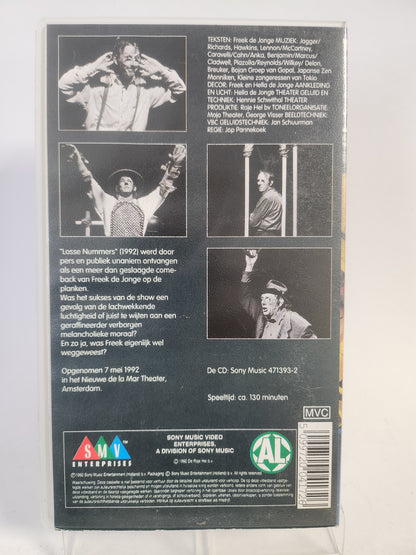 TEKSTEN: Freek de Jonge MUZIEK: Jagger/
Richards, Hawkins, Lennon/McCartney,
Caravelli/Cahn/Anka, Benjamin/Marcus/
Cladwell, Piazolla/Reynolds/Wilkey/ Delon,
Breuker, Bojan Groep van Gopal, Japanse Zen
Monniken, Kleine zangeressen van Tokio
DECOR: Freek en Hella de Jonge AANKLEDING
EN LICHT: Hella de Jonge THEATER GELUID EN
TECHNIEK: Hennie Schwithal THEATER
PRODUKTIE: Roje Hel bv TONEELORGANISATIE:
Mojo Theater, George Visser BEELDTECHNIEK:
VBC GELUIDSTECHNIEK: Jan Schuurman
REGIE: Jop Pannekoek
"Losse Nummers" (1992) werd door
pers en publiek unaniem ontvangen
als een meer dan geslaagde come-
back van Freek de Jonge op de
planken.
Was het sukses van de show een
gevolg van de lachwekkende
luchtigheid of juist te wijten aan een
geraffineerder verborgen
melancholieke moraal?
En zo ja, was Freek eigenlijk wel
weggeweest?
Opgenomen 7 mei 1992
in het Nieuwe de la Mar Theater,
Amsterdam.
De CD: Sony Music 471393-2
Speeltijd: ca. 130 minuten
MVC
SMV
ENTERPRISES
SONY MUSIC VIDEO
ENTERPRISES,
A DIVISION OF SONY MUSIC
AL